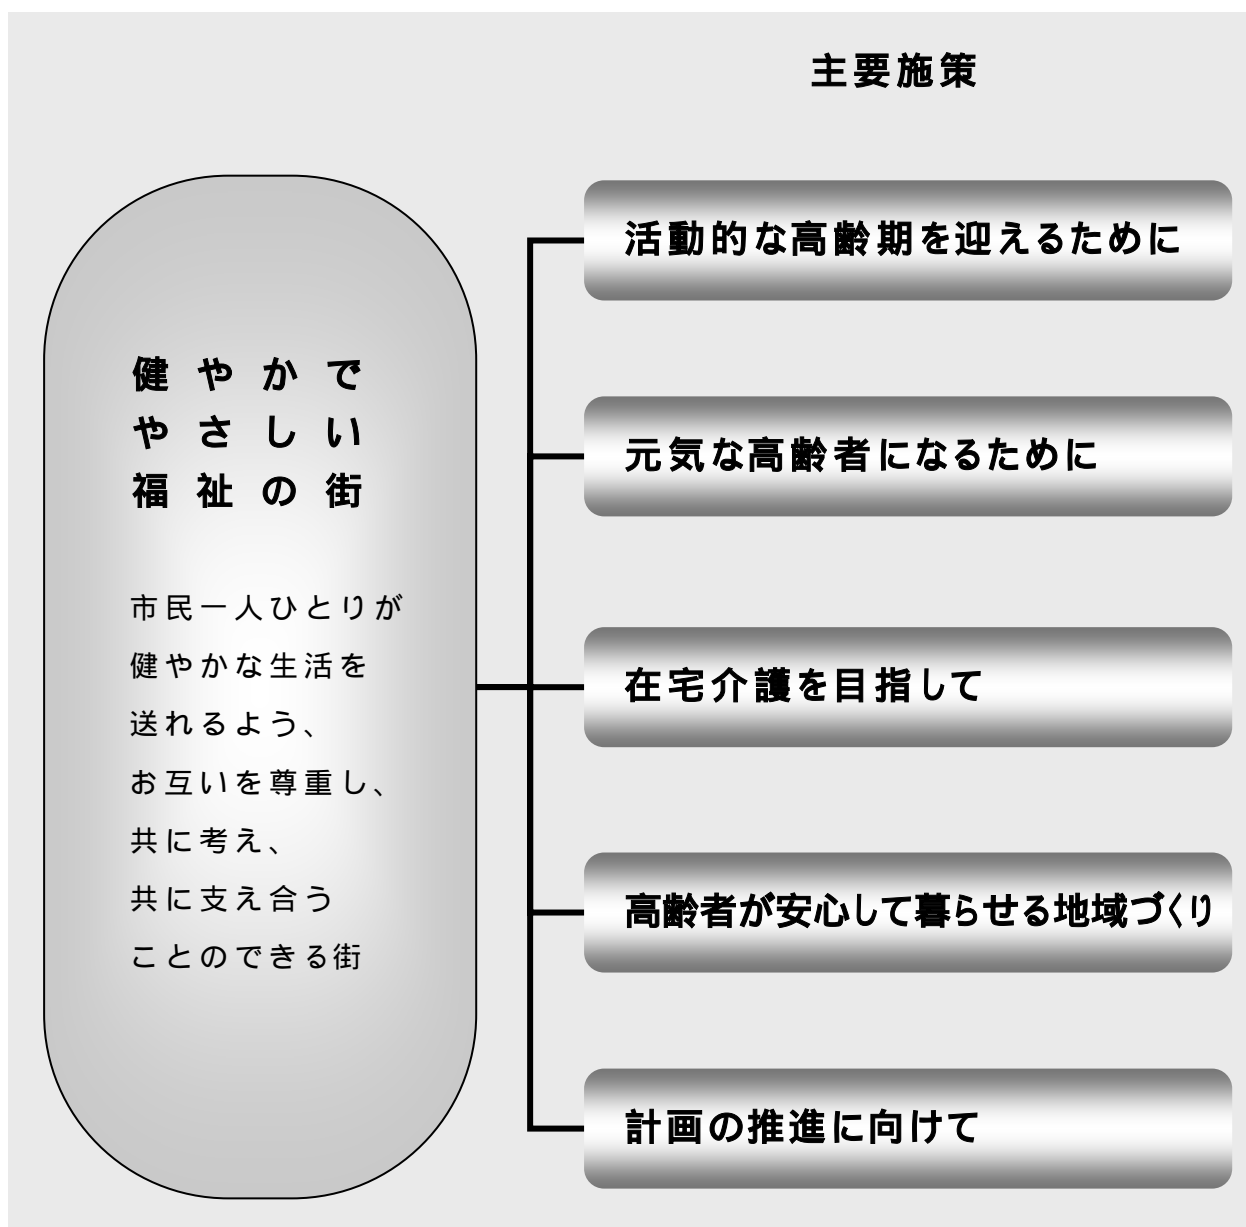 主要施策
健やかで
やさしい
福祉の街
市民一人ひとりが
健やかな生活を
送れるよう、
お互いを尊重し、
共に考え、
共に支え合う
ことのできる街
活動的な高齢期を迎えるために
元気な高齢者になるために
在宅介護を目指して
高齢者が安心して暮らせる地域づくり
計画の推進に向けて